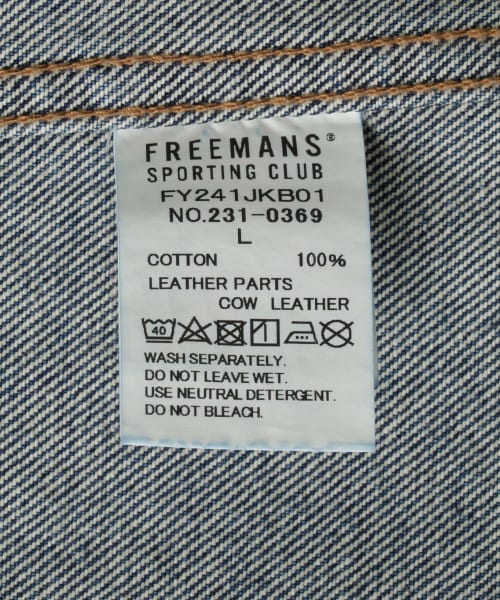 FREEMANS®
SPORTING CLUB
FY241JKB01
NO.231-0369
L
COTTON 100%
LEATHER PARTS
COW LEATHER
40
WASH SEPARATELY.
DO NOT LEAVE WET.
USE NEUTRAL DETERGENT.
DO NOT BLEACH.